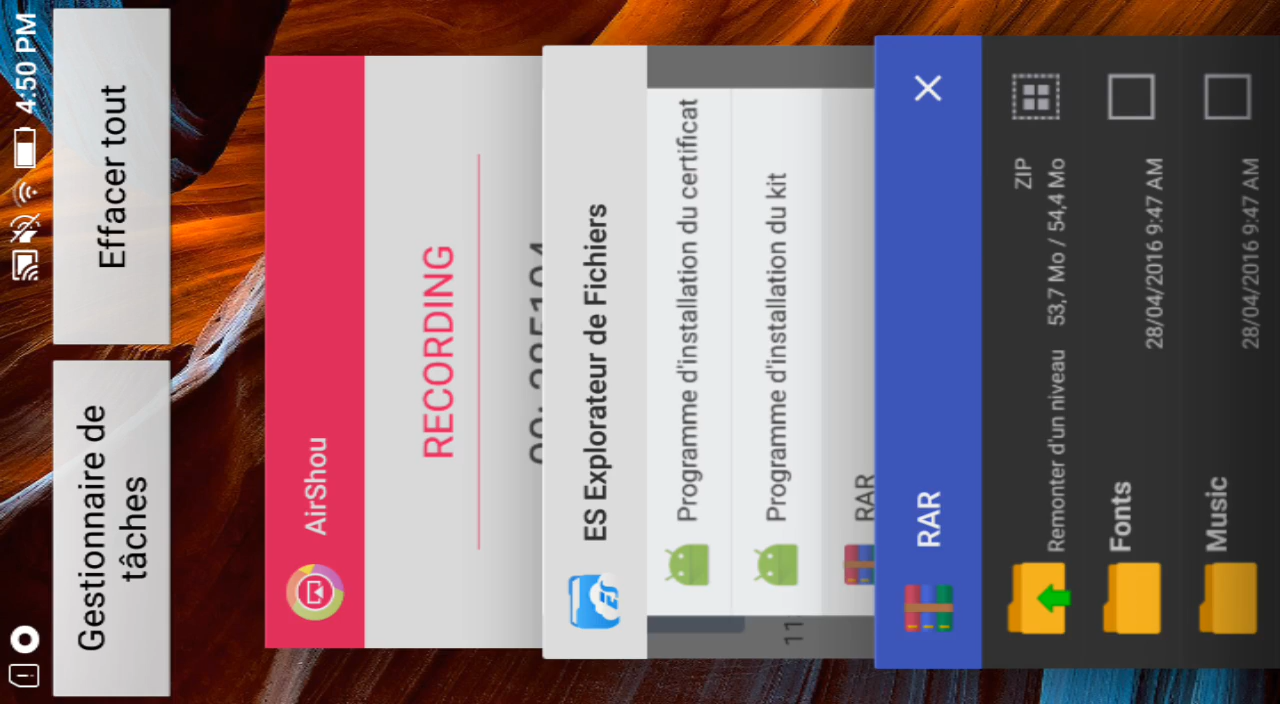 4:50 PM
Gestionnaire de
tâches
Effacer tout
AirShou
RECORDING
ES Explorateur de Fichiers
Programme d'installation du certificat
Programme d'installation du kit
11
RAR
RAR
Remonter d'un niveau
ZIP
53,7 Mo / 54,4 Mo
Fonts
28/04/2016 9:47 AM
Music
28/04/2016 9:47 AM